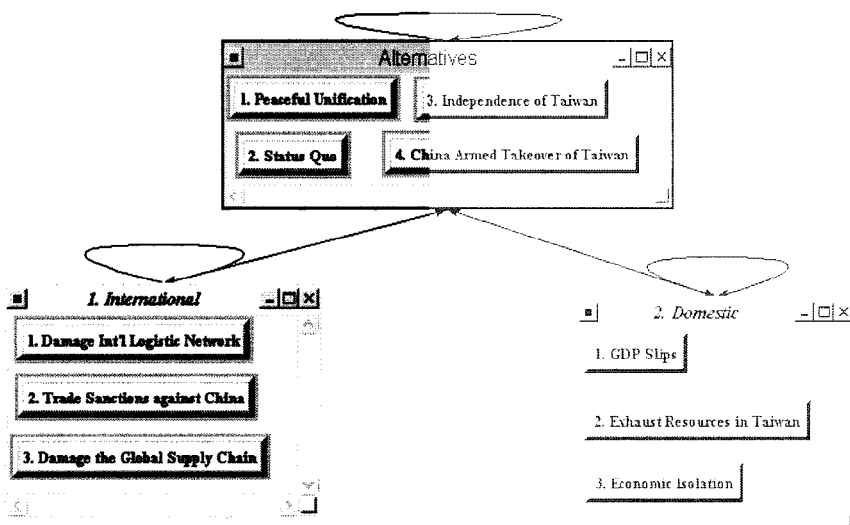 Alternatives
1. Peaceful Unification
3. Independence of Taiwan
2. Status Quo
4. China Armed Takeover of Taiwan
1. International
1. Damage Int'l Logistic Network
2. Trade Sanctions against China
3. Damage the Global Supply Chain
2. Domestic
1. GDP Slips
2. Exhaust Resources in Taiwan
3. Economic Isolation